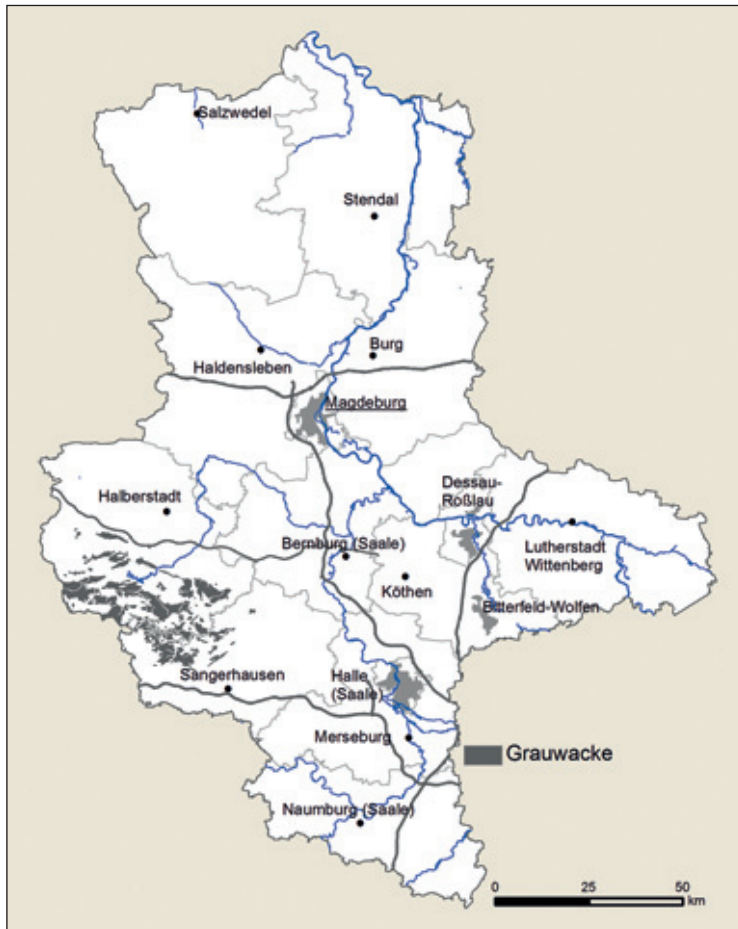 Salzwedel
Stendal
Burg
Haldensleben
Magdeburg
Dessau-
Roßlau
Halberstadt
Bernburg (Saale)
Lutherstadt
Wittenberg
Köthen
Bitterfeld-Wolfen
Sangerhausen
Halle
(Saale)
Merseburg
Grauwacke
Naumburg (Saale)
0 25 50
km